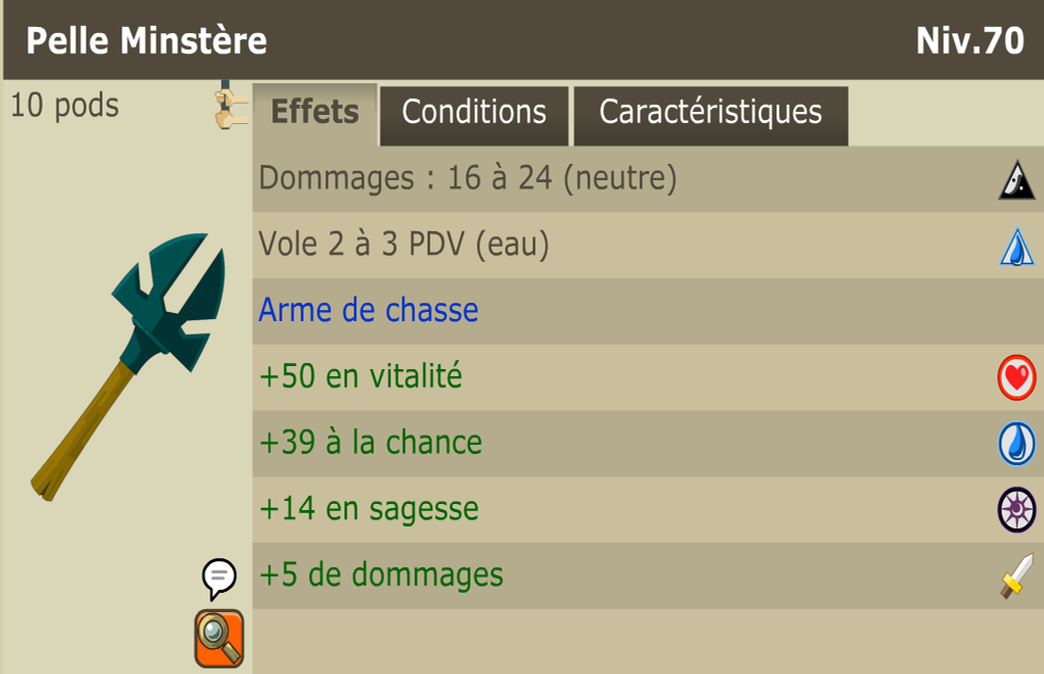 Pelle Minstère
Niv.70
10 pods
Effets
Conditions
Caractéristiques
Dommages : 16 à 24 (neutre)
Vole 2 à 3 PDV (eau)
Arme de chasse
+50 en vitalité
+39 à la chance
+14 en sagesse
+5 de dommages